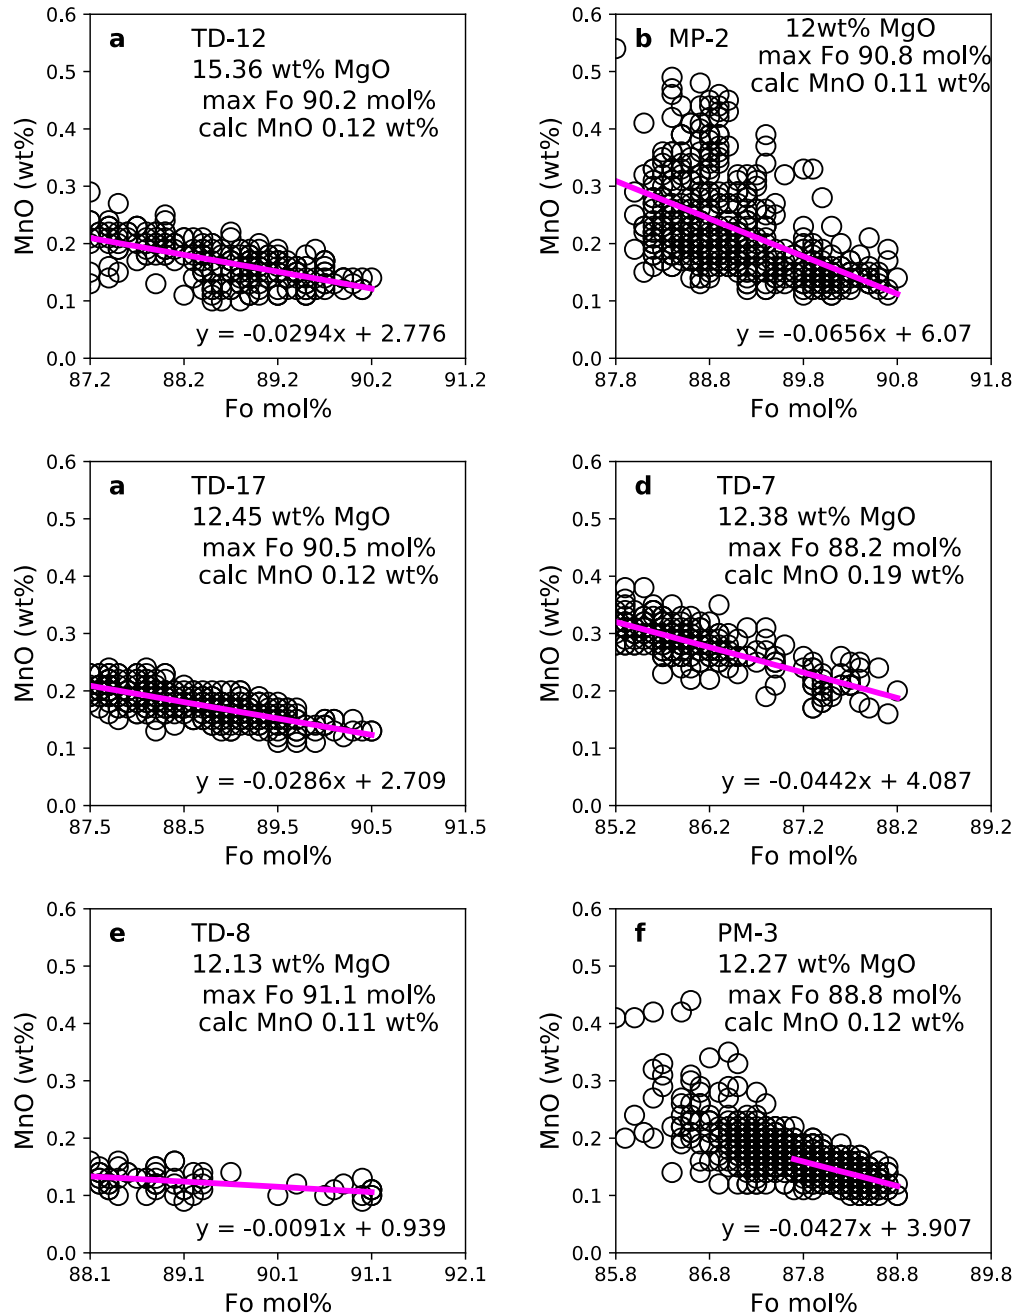 a TD-12
15.36 wt% MgO
max Fo 90.2 mol%
calc MnO 0.12 wt%
y = -0.0294x + 2.776
MnO (wt%)
0.6
0.5
0.4
0.3
0.2
0.1
0.0
87.2 88.2 89.2 90.2 91.2
Fo mol%
b MP-2
12wt% MgO
max Fo 90.8 mol%
calc MnO 0.11 wt%
y = -0.0656x + 6.07
MnO (wt%)
0.6
0.5
0.4
0.3
0.2
0.1
0.0
87.8 88.8 89.8 90.8 91.8
Fo mol%
a TD-17
12.45 wt% MgO
max Fo 90.5 mol%
calc MnO 0.12 wt%
y = -0.0286x + 2.709
MnO (wt%)
0.6
0.5
0.4
0.3
0.2
0.1
0.0
87.5 88.5 89.5 90.5 91.5
Fo mol%
d TD-7
12.38 wt% MgO
max Fo 88.2 mol%
calc MnO 0.19 wt%
y = -0.0442x + 4.087
MnO (wt%)
0.6
0.5
0.4
0.3
0.2
0.1
0.0
85.2 86.2 87.2 88.2 89.2
Fo mol%
e TD-8
12.13 wt% MgO
max Fo 91.1 mol%
calc MnO 0.11 wt%
y = -0.0091x + 0.939
MnO (wt%)
0.6
0.5
0.4
0.3
0.2
0.1
0.0
88.1 89.1 90.1 91.1 92.1
Fo mol%
f PM-3
12.27 wt% MgO
max Fo 88.8 mol%
calc MnO 0.12 wt%
y = -0.0427x + 3.907
MnO (wt%)
0.6
0.5
0.4
0.3
0.2
0.1
0.0
85.8 86.8 87.8 88.8 89.8
Fo mol%